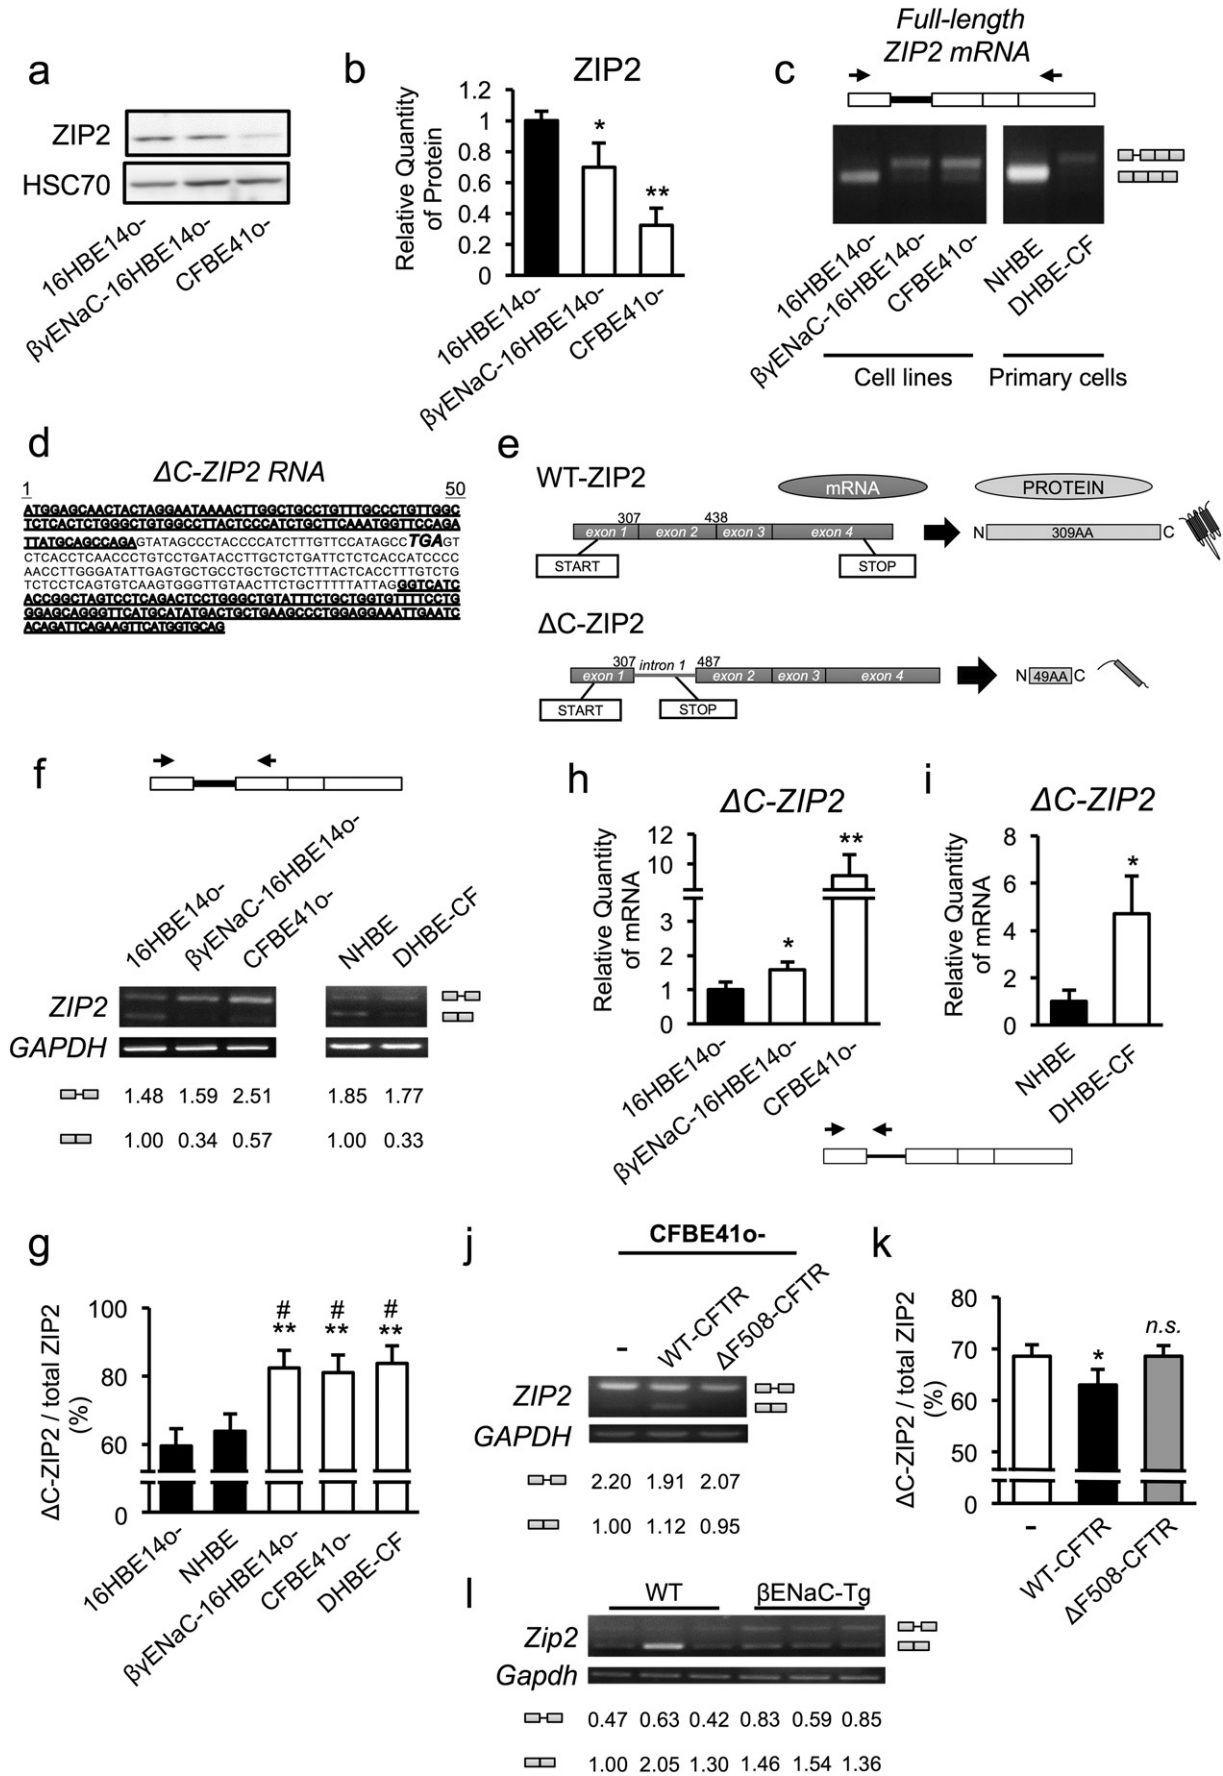 a
ZIP2
HSC70
16HBE14o-
βγENaC-16HBE14o-
CFBE41o-
b
ZIP2
Relative Quantity
of Protein
1.2
1
0.8
0.6
0.4
0.2
0
*
**
16HBE14o-
βγENaC-16HBE14o-
CFBE41o-
c
Full-length
ZIP2 mRNA
16HBE14o-
βγENaC-16HBE14o-
CFBE41o-
NHBE
DHBE-CF
Cell lines
Primary cells
d
ΔC-ZIP2 RNA
1 50
ATGGAGCAACTACTAGGAATAAAACTTGGCTGCCTGTTTGCCCTGTTGGC
TCTCACTCTGGGCTGTGGCCTTACTCCCATCTGCTTCAAATGGTTCCAGA
TTATGCAGCCAGAGTATAGCCCTACCCCATCTTTGTTCCATAGCCTGAGT
CTCACCTCAACCCTGTCCTGATACCTTGCTCTGATTCTCTCACCATCCCC
AACCTTGGGATATTGAGTGCTGCCTGCTGCTCTTTACTCACCTTTGTCTG
TCTCCTCAGTGTCAAGTGGGTTGTAACTTCTGCTTTTTATTAGGGTCATC
ACCGGCTAGTCCTCAGACTCCTGGGCTGTATTTCTGCTGGTGTTTTCCTG
GGAGCAGGGTTCATGCATATGACTGCTGAAGCCCTGGAGGAAATTGAATC
ACAGATTCAGAAGTTCATGGTGCAG
e
WT-ZIP2
mRNA
PROTEIN
307
438
exon 1
exon 2
exon 3
exon 4
START
STOP
N
309AA
C
ΔC-ZIP2
307
intron 1
487
exon 1
exon 2
exon 3
exon 4
START
STOP
N
49AA
C
f
16HBE14o-
βγENaC-16HBE14o-
CFBE41o-
NHBE
DHBE-CF
ZIP2
GAPDH
1.48 1.59 2.51 1.85 1.77
1.00 0.34 0.57 1.00 0.33
h
ΔC-ZIP2
Relative Quantity
of mRNA
12
10
3
2
1
0
*
**
16HBE14o-
βγENaC-16HBE14o-
CFBE41o-
i
ΔC-ZIP2
Relative Quantity
of mRNA
8
6
4
2
0
*
NHBE
DHBE-CF
g
ΔC-ZIP2 / total ZIP2
(%)
100
80
60
0
# # #
** ** **
16HBE14o-
NHBE
βγENaC-16HBE14o-
CFBE41o-
DHBE-CF
j
CFBE41o-
-
WT-CFTR
ΔF508-CFTR
ZIP2
GAPDH
2.20 1.91 2.07
1.00 1.12 0.95
k
ΔC-ZIP2 / total ZIP2
(%)
80
70
60
50
0
*
n.s.
-
WT-CFTR
ΔF508-CFTR
l
WT
βENaC-Tg
Zip2
Gapdh
0.47 0.63 0.42 0.83 0.59 0.85
1.00 2.05 1.30 1.46 1.54 1.36